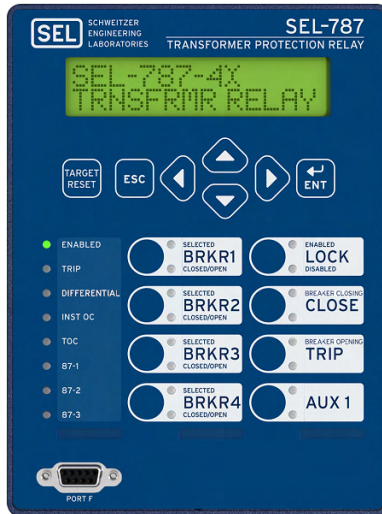 SEL
SCHWEITZER
ENGINEERING
LABORATORIES
SEL-787
TRANSFORMER PROTECTION RELAY
SEL-787-4X
TRNSFRMR RELAY
TARGET
RESET
ESC
ENT
ENABLED
TRIP
DIFFERENTIAL
INST OC
TOC
87-1
87-2
87-3
SELECTED
BRKR1
CLOSED/OPEN
ENABLED
LOCK
DISABLED
SELECTED
BRKR2
CLOSED/OPEN
BREAKER CLOSING
CLOSE
SELECTED
BRKR3
CLOSED/OPEN
BREAKER OPENING
TRIP
SELECTED
BRKR4
CLOSED/OPEN
AUX 1
PORT F